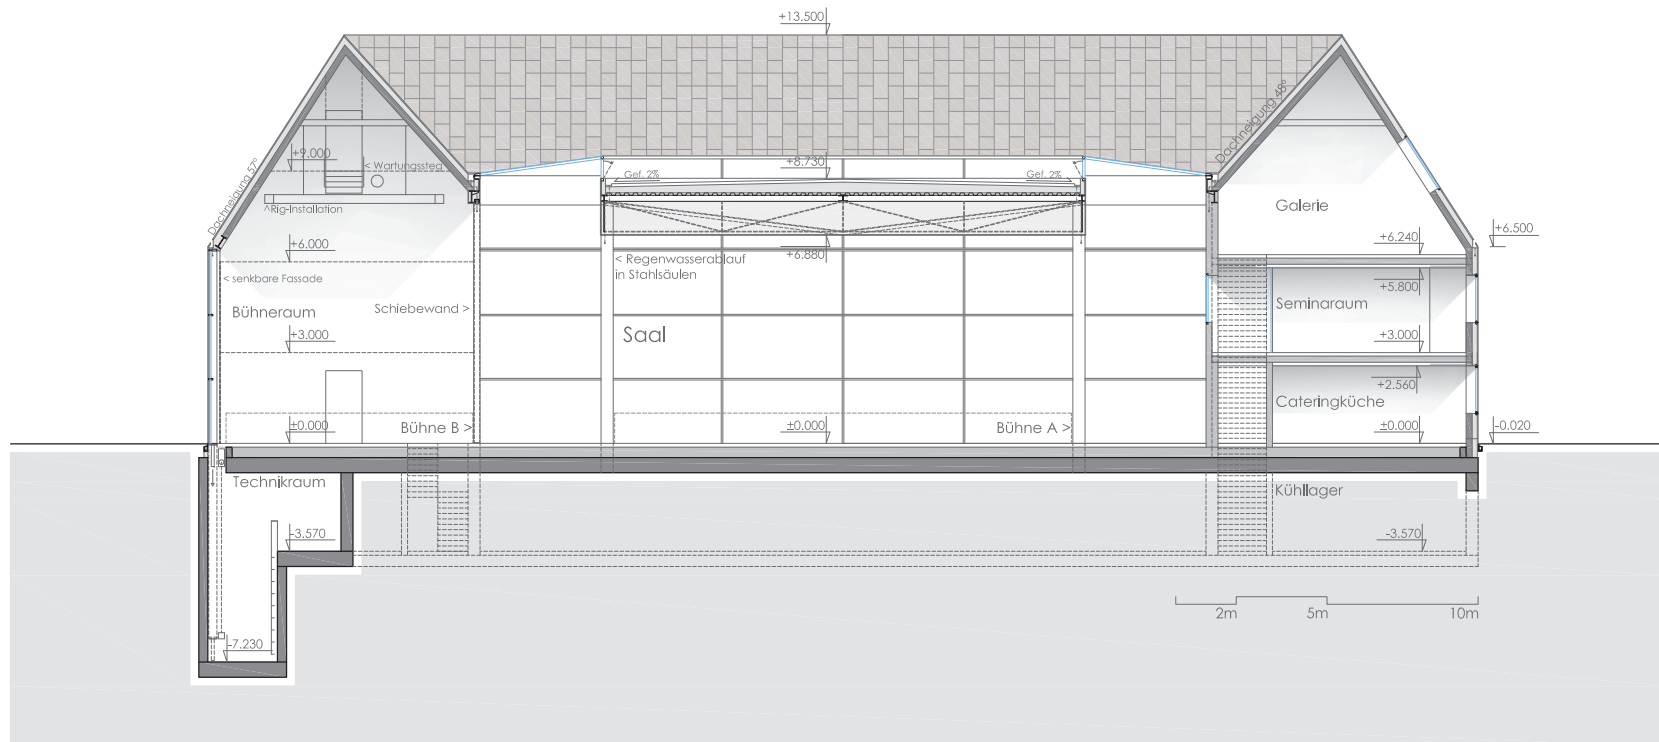 +13.500
Dachneigung 57°
Dachneigung 48°
+9.000
< Wartungssteg
+8.730
Gef. 2%
Gef. 2%
^Rig-Installation
Galerie
+6.000
+6.880
+6.240
+6.500
< Regenwasserablauf
in Stahlsäulen
< senkbare Fassade
+5.800
Bühneraum
Schiebewand >
Seminaraum
Saal
+3.000
+3.000
+2.560
Cateringküche
±0.000
Bühne B >
±0.000
Bühne A >
±0.000
-0.020
Technikraum
Kühllager
-3.570
-3.570
2m
5m
10m
-7.230